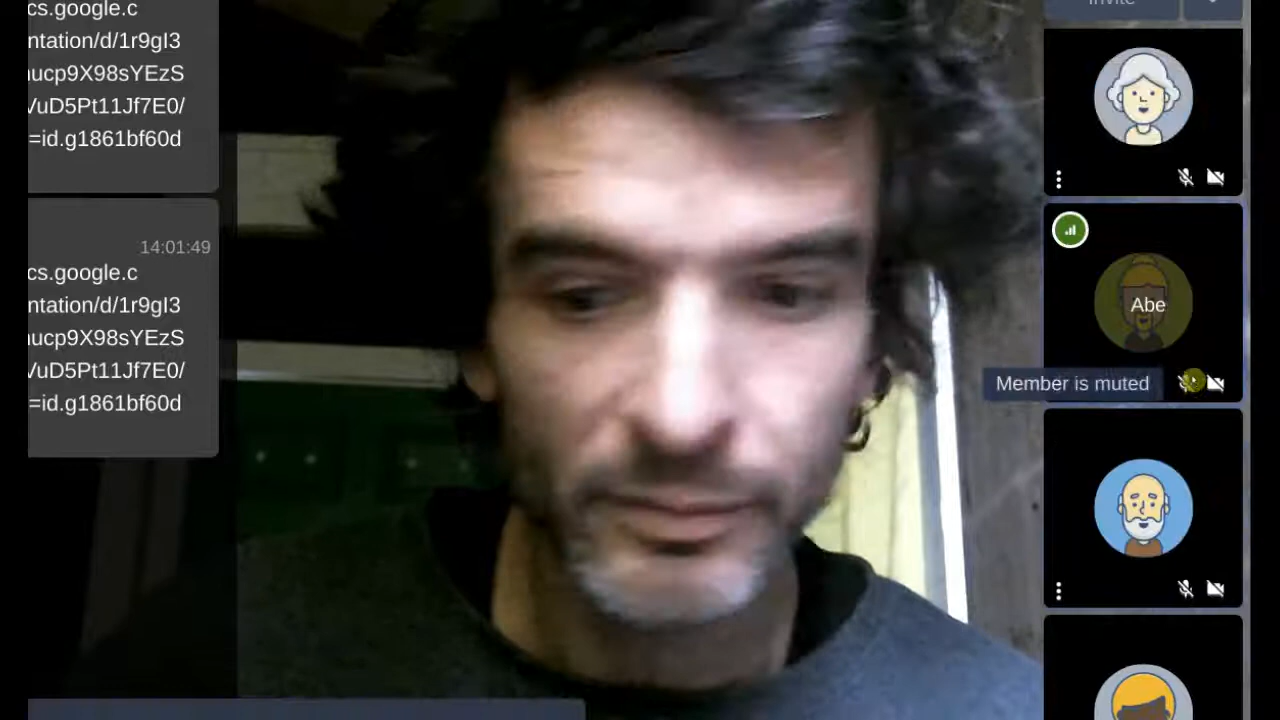 cs.google.c
ntation/d/1r9gI3
ucp9X98sYEzS
VuD5Pt11Jf7E0/
=id.g1861bf60d
14:01:49
cs.google.c
ntation/d/1r9gI3
ucp9X98sYEzS
VuD5Pt11Jf7E0/
=id.g1861bf60d
Invite
Abe
Member is muted